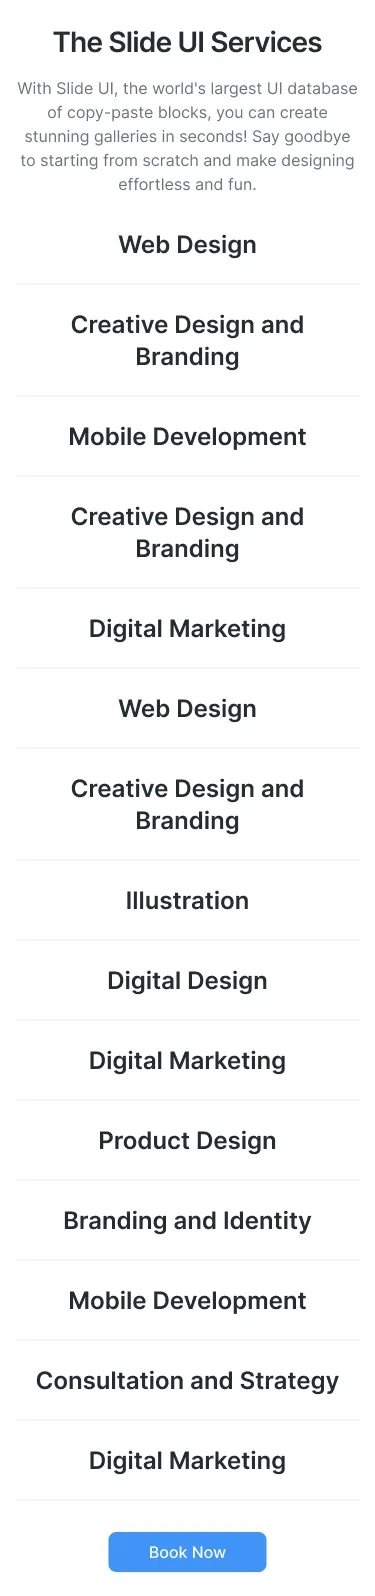 The Slide UI Services
With Slide UI, the world's largest UI database
of copy-paste blocks, you can create
stunning galleries in seconds! Say goodbye
to starting from scratch and make designing
effortless and fun.
Web Design
Creative Design and
Branding
Mobile Development
Creative Design and
Branding
Digital Marketing
Web Design
Creative Design and
Branding
Illustration
Digital Design
Digital Marketing
Product Design
Branding and Identity
Mobile Development
Consultation and Strategy
Digital Marketing
Book Now